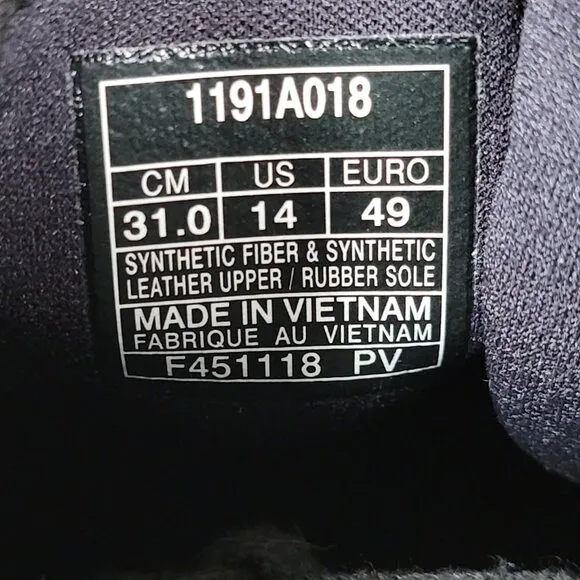 1191A018
CM US EURO
31.0 14 49
SYNTHETIC FIBER & SYNTHETIC
LEATHER UPPER / RUBBER SOLE
MADE IN VIETNAM
FABRIQUE AU VIETNAM
F451118 PV